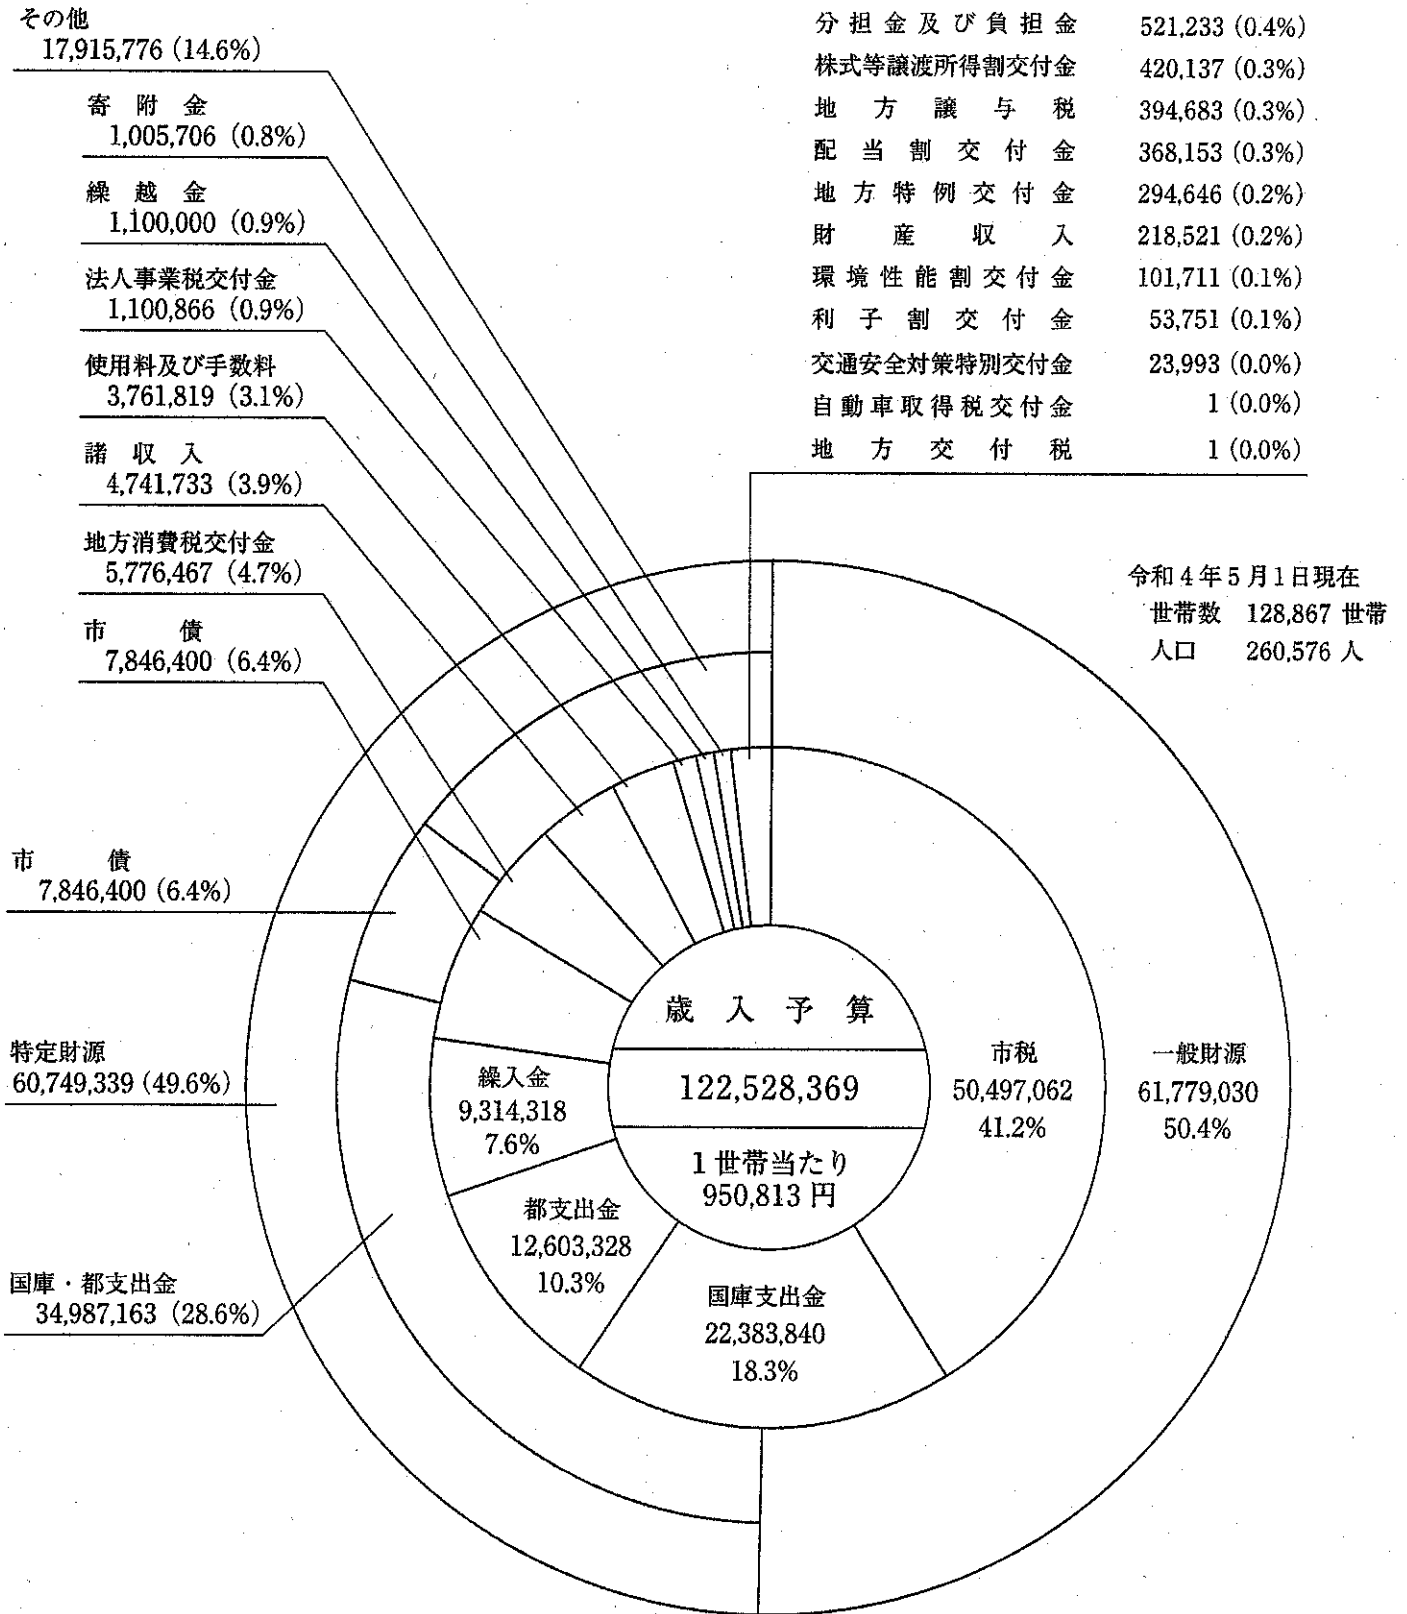 その他
17,915,776 (14.6%)
寄附金
1,005,706 (0.8%)
繰越金
1,100,000 (0.9%)
法人事業税交付金
1,100,866 (0.9%)
使用料及び手数料
3,761,819 (3.1%)
諸収入
4,741,733 (3.9%)
地方消費税交付金
5,776,467 (4.7%)
市債
7,846,400 (6.4%)
市債
7,846,400 (6.4%)
特定財源
60,749,339 (49.6%)
国庫・都支出金
34,987,163 (28.6%)
分担金及び負担金 521,233 (0.4%)
株式等譲渡所得割交付金 420,137 (0.3%)
地方譲与税 394,683 (0.3%)
配当割交付金 368,153 (0.3%)
地方特例交付金 294,646 (0.2%)
財産収入 218,521 (0.2%)
環境性能割交付金 101,711 (0.1%)
利子割交付金 53,751 (0.1%)
交通安全対策特別交付金 23,993 (0.0%)
自動車取得税交付金 1 (0.0%)
地方交付税 1 (0.0%)
令和4年5月1日現在
世帯数 128,867 世帯
人口 260,576 人
歳入予算
122,528,369
1世帯当たり
950,813 円
市税
50,497,062
41.2%
一般財源
61,779,030
50.4%
繰入金
9,314,318
7.6%
都支出金
12,603,328
10.3%
国庫支出金
22,383,840
18.3%